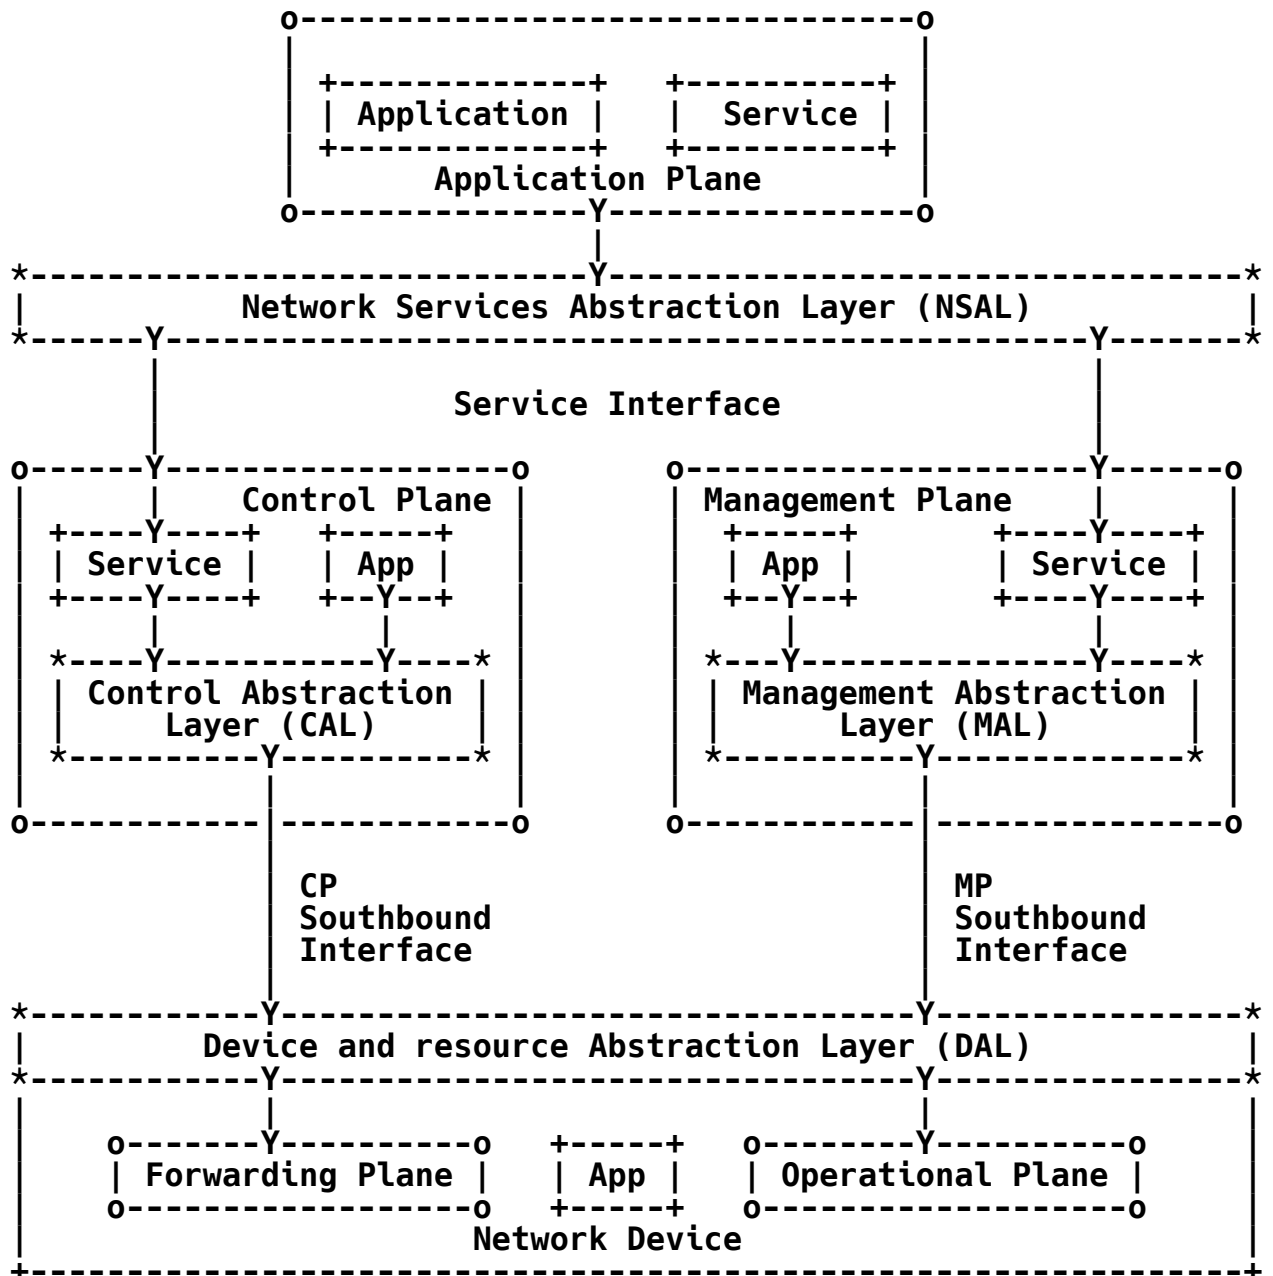 Application Service
Application Plane
Network Services Abstraction Layer (NSAL)
Service Interface
Control Plane Management Plane
Service App App Service
Control Abstraction Management Abstraction
Layer (CAL) Layer (MAL)
CP MP
Southbound Southbound
Interface Interface
Device and resource Abstraction Layer (DAL)
Forwarding Plane App Operational Plane
Network Device